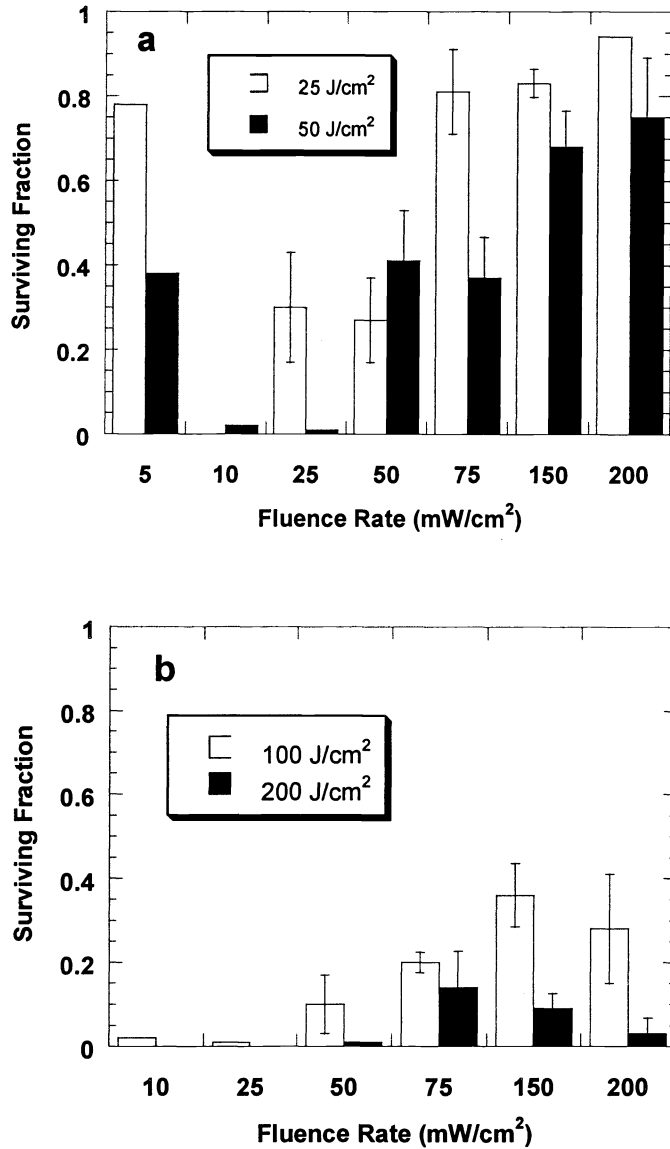 a
1
0.8
0.6
0.4
0.2
0
Surviving Fraction
25 J/cm²
50 J/cm²
5 10 25 50 75 150 200
Fluence Rate (mW/cm²)
b
1
0.8
0.6
0.4
0.2
0
Surviving Fraction
100 J/cm²
200 J/cm²
10 25 50 75 150 200
Fluence Rate (mW/cm²)